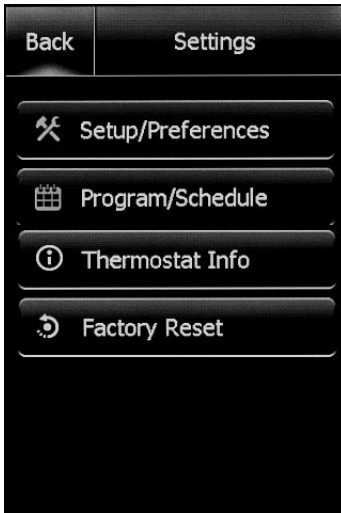 Back Settings
Setup/Preferences
Program/Schedule
Thermostat Info
Factory Reset